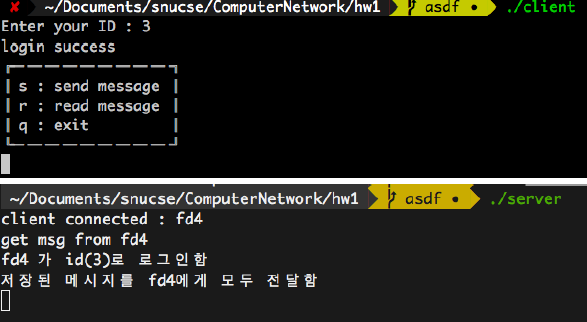 ✘ ~/Documents/snucse/ComputerNetwork/hw1 asdf • ./client
Enter your ID : 3
login success
s : send message
r : read message
q : exit
~/Documents/snucse/ComputerNetwork/hw1 asdf • ./server
client connected : fd4
get msg from fd4
fd4 가 id(3)로 로그인함
저장된 메시지를 fd4에게 모두 전달함